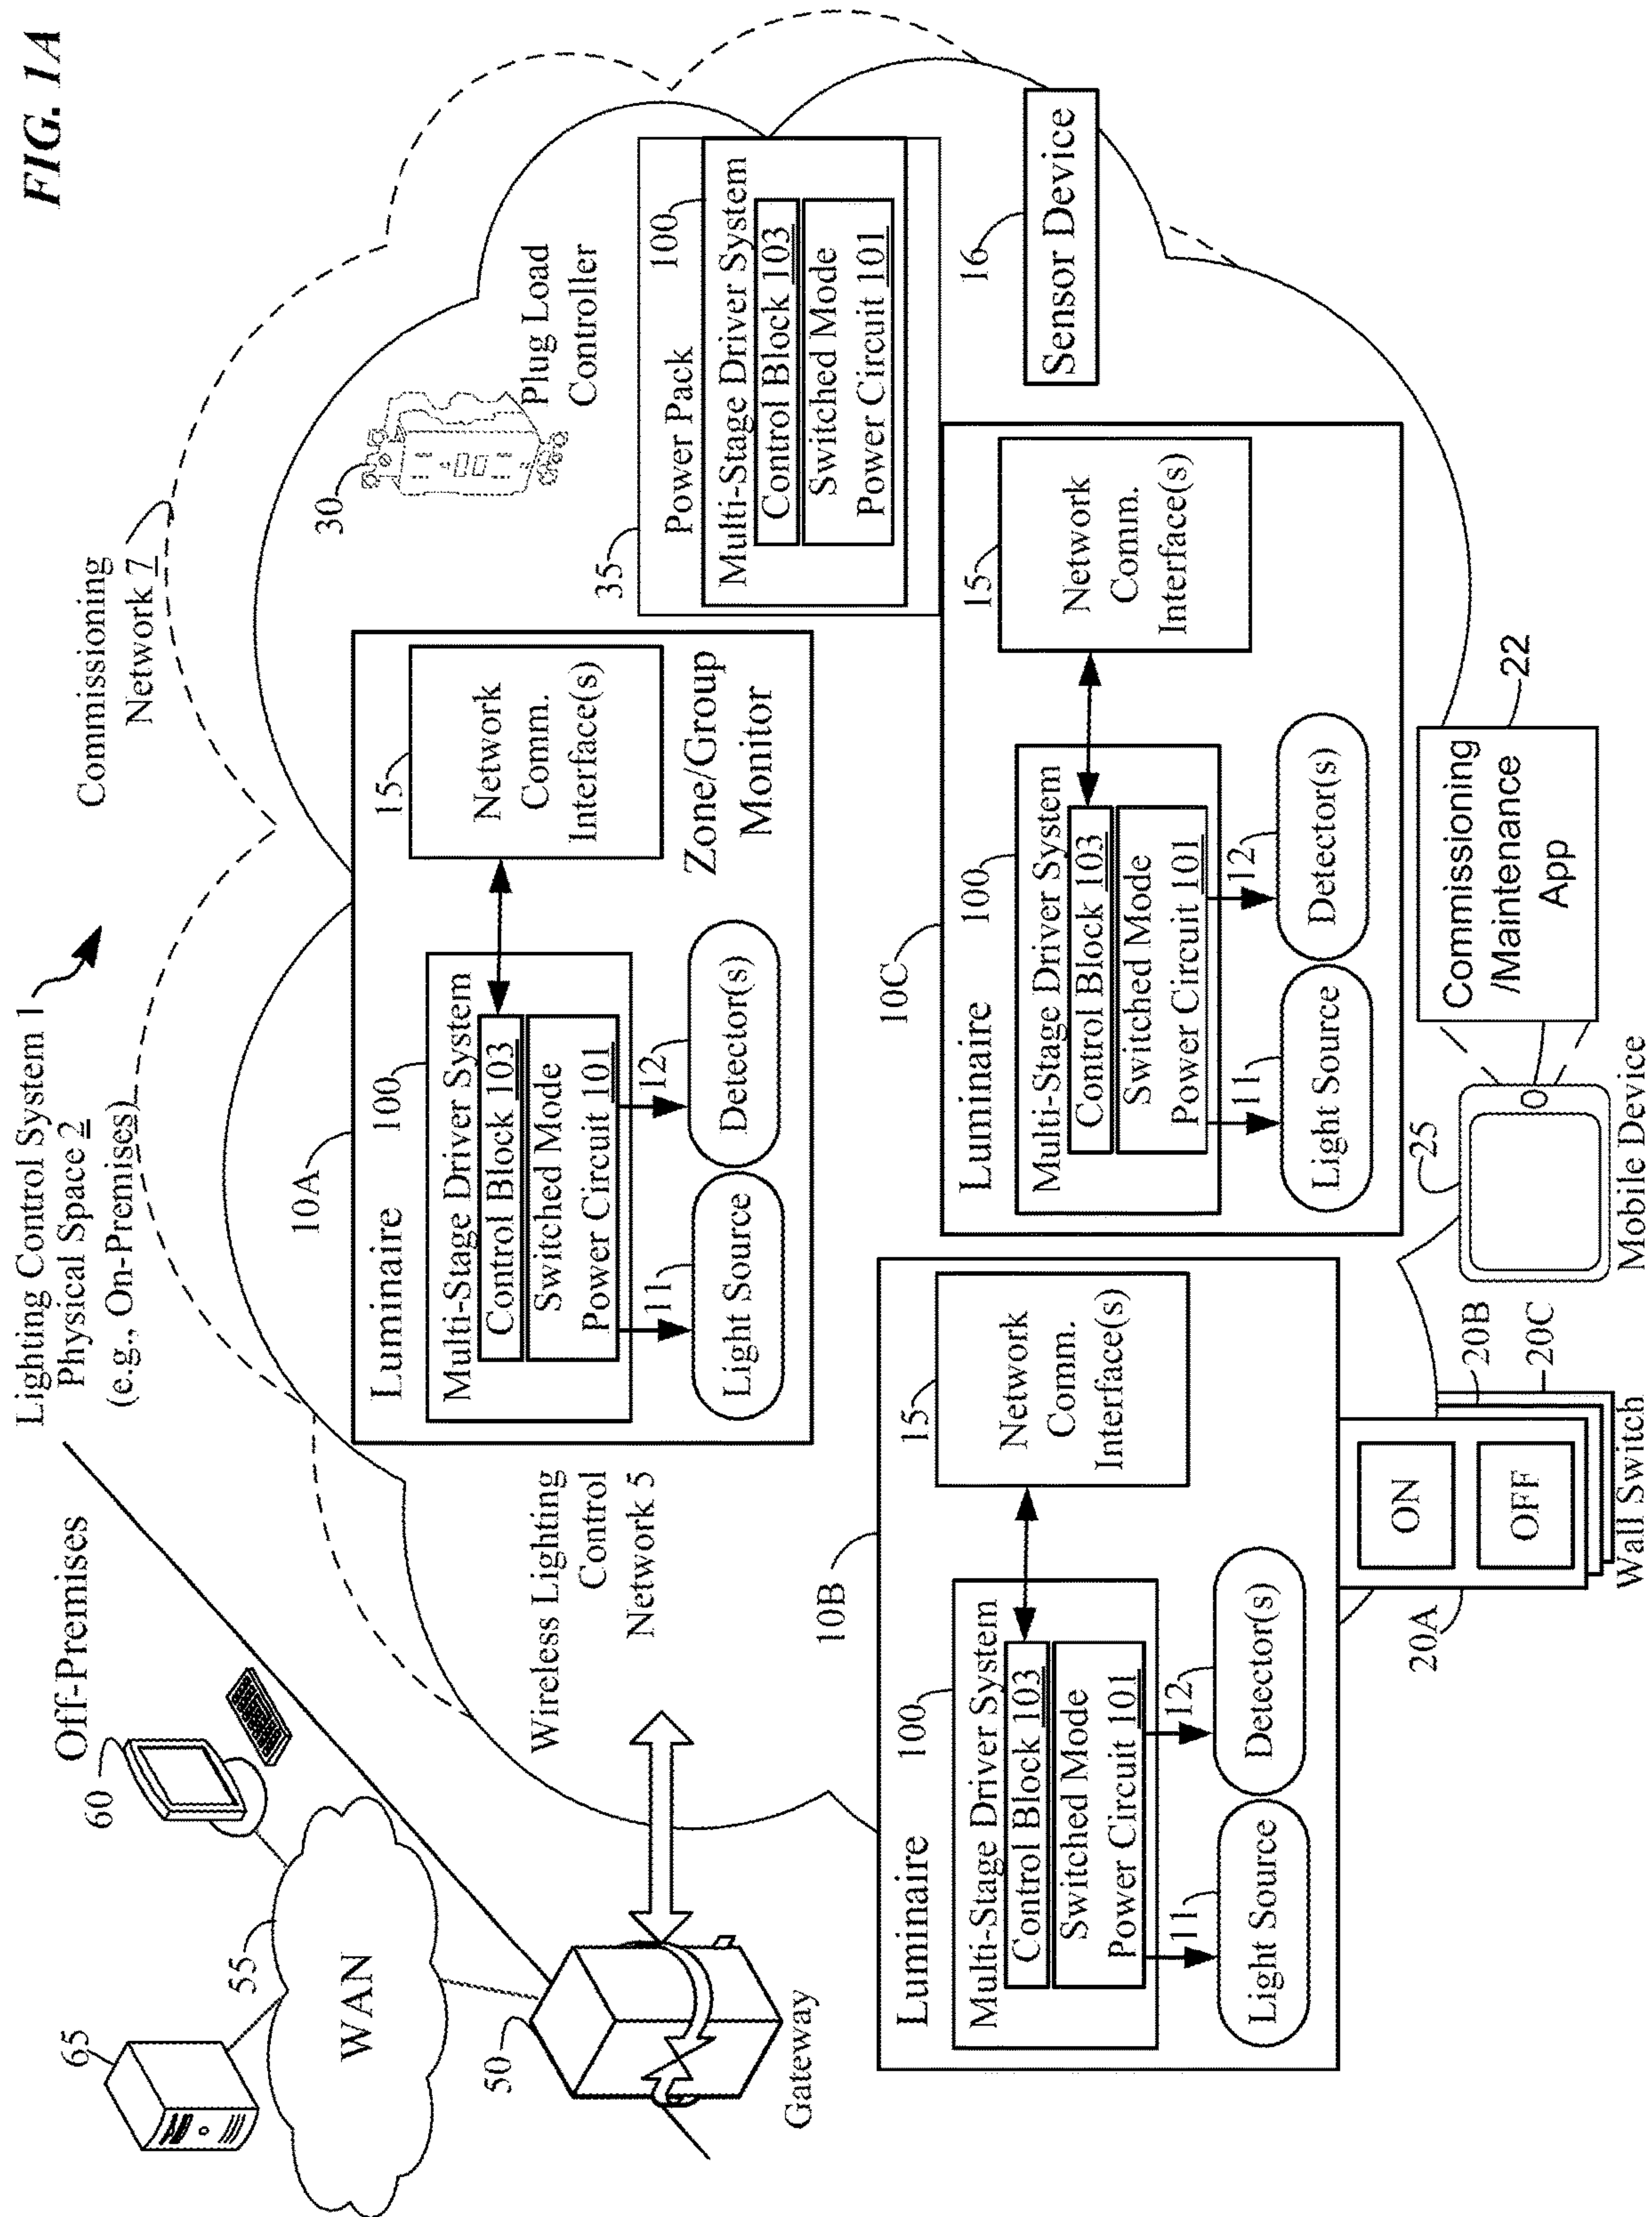 FIG. 1A
Lighting Control System 1
Physical Space 2
(e.g., On-Premises)
Commissioning
Network 7
Off-Premises
65
60
55
WAN
50
Gateway
Wireless Lighting
Control
Network 5
10A
Luminaire
100
Multi-Stage Driver System
Control Block 103
Switched Mode
Power Circuit 101
11
12
Light Source
Detector(s)
15
Network
Comm.
Interface(s)
Zone/Group
Monitor
30
Plug Load
Controller
35
Power Pack
100
Multi-Stage Driver System
Control Block 103
Switched Mode
Power Circuit 101
16
Sensor Device
10B
Luminaire
100
Multi-Stage Driver System
Control Block 103
Switched Mode
Power Circuit 101
11
12
Light Source
Detector(s)
15
Network
Comm.
Interface(s)
10C
Luminaire
100
Multi-Stage Driver System
Control Block 103
Switched Mode
Power Circuit 101
11
12
Light Source
Detector(s)
15
Network
Comm.
Interface(s)
20A
ON
OFF
20B
20C
Wall Switch
25
Mobile Device
Commissioning
/Maintenance
App
22